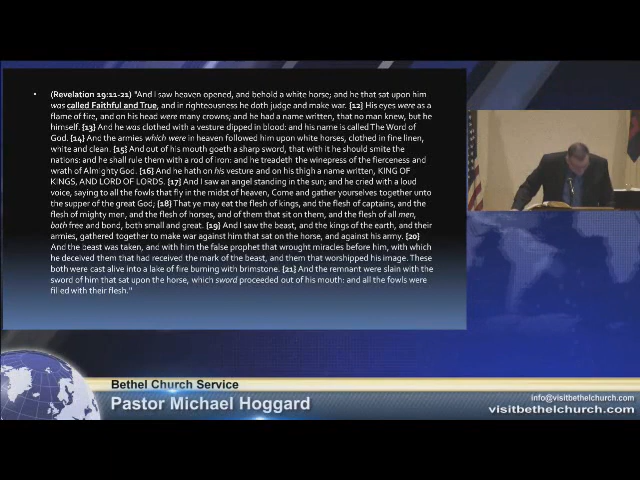 • (Revelation 19:11-21) "And I saw heaven opened, and behold a white horse; and he that sat upon him
was called Faithful and True, and in righteousness he doth judge and make war. [12] His eyes were as a
flame of fire, and on his head were many crowns; and he had a name written, that no man knew, but he
himself. [13] And he was clothed with a vesture dipped in blood: and his name is called The Word of
God. [14] And the armies which were in heaven followed him upon white horses, clothed in fine linen,
white and clean. [15] And out of his mouth goeth a sharp sword, that with it he should smite the
nations: and he shall rule them with a rod of iron: and he treadeth the winepress of the fierceness and
wrath of Almighty God. [16] And he hath on his vesture and on his thigh a name written, KING OF
KINGS, AND LORD OF LORDS. [17] And I saw an angel standing in the sun; and he cried with a loud
voice, saying to all the fowls that fly in the midst of heaven, Come and gather yourselves together unto
the supper of the great God; [18] That ye may eat the flesh of kings, and the flesh of captains, and the
flesh of mighty men, and the flesh of horses, and of them that sit on them, and the flesh of all men,
both free and bond, both small and great. [19] And I saw the beast, and the kings of the earth, and their
armies, gathered together to make war against him that sat on the horse, and against his army. [20]
And the beast was taken, and with him the false prophet that wrought miracles before him, with which
he deceived them that had received the mark of the beast, and them that worshipped his image. These
both were cast alive into a lake of fire burning with brimstone. [21] And the remnant were slain with the
sword of him that sat upon the horse, which sword proceeded out of his mouth: and all the fowls were
filled with their flesh."
Bethel Church Service
Pastor Michael Hoggard
info@visitbethelchurch.com
visitbethelchurch.com